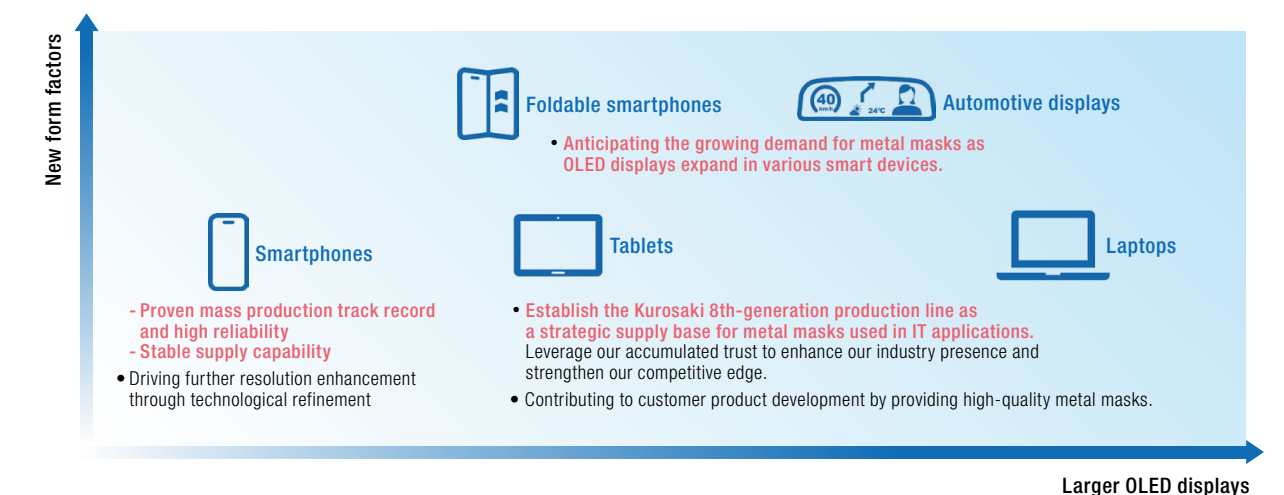 New form factors
Foldable smartphones
40
km/h
24℃
Automotive displays
• Anticipating the growing demand for metal masks as
OLED displays expand in various smart devices.
Smartphones
Tablets
Laptops
- Proven mass production track record
and high reliability
- Stable supply capability
• Driving further resolution enhancement
through technological refinement
• Establish the Kurosaki 8th-generation production line as
a strategic supply base for metal masks used in IT applications.
Leverage our accumulated trust to enhance our industry presence and
strengthen our competitive edge.
• Contributing to customer product development by providing high-quality metal masks.
Larger OLED displays